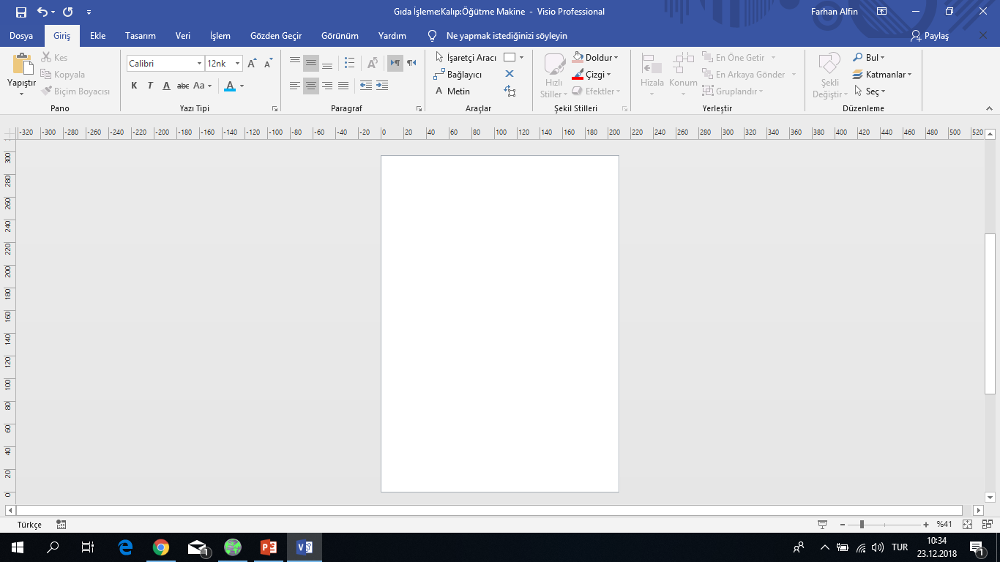 Gıda İşleme:Kalıp:Öğütme Makine - Visio Professional
Farhan Alfin
Dosya Giriş Ekle Tasarım Veri İşlem Gözden Geçir Görünüm Yardım Ne yapmak istediğinizi söyleyin Paylaş
Yapıştır
Kes
Kopyala
Biçim Boyacısı
Pano
Calibri 12nk A A
K T A abc Aa A
Yazı Tipi
Paragraf
İşaretçi Aracı
Bağlayıcı
A Metin
Araçlar
Hızlı
Stiller
Doldur
Çizgi
Efektler
Şekil Stilleri
Hizala
Konum
En Öne Getir
En Arkaya Gönder
Gruplandır
Yerleştir
Şekli
Değiştir
Bul
Katmanlar
Seç
Düzenleme
-320 -300 -280 -260 -240 -220 -200 -180 -160 -140 -120 -100 -80 -60 -40 -20 0 20 40 60 80 100 120 140 160 180 200 220 240 260 280 300 320 340 360 380 400 420 440 460 480 500 520
300
280
260
240
220
200
180
160
140
120
100
80
60
40
20
0
Türkçe
%41
1
TUR
10:34
23.12.2018
1